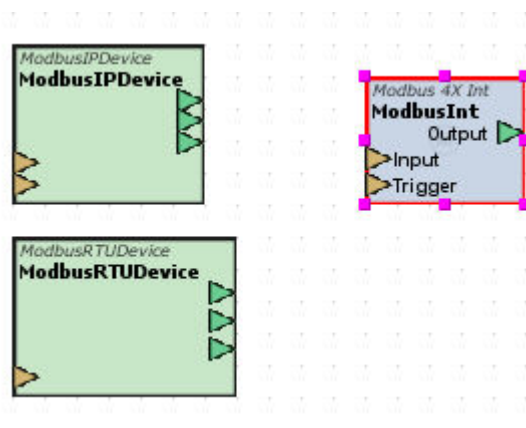 ModbusIPDevice
ModbusIPDevice
Modbus 4X Int
ModbusInt
Output
Input
Trigger
ModbusRTUDevice
ModbusRTUDevice